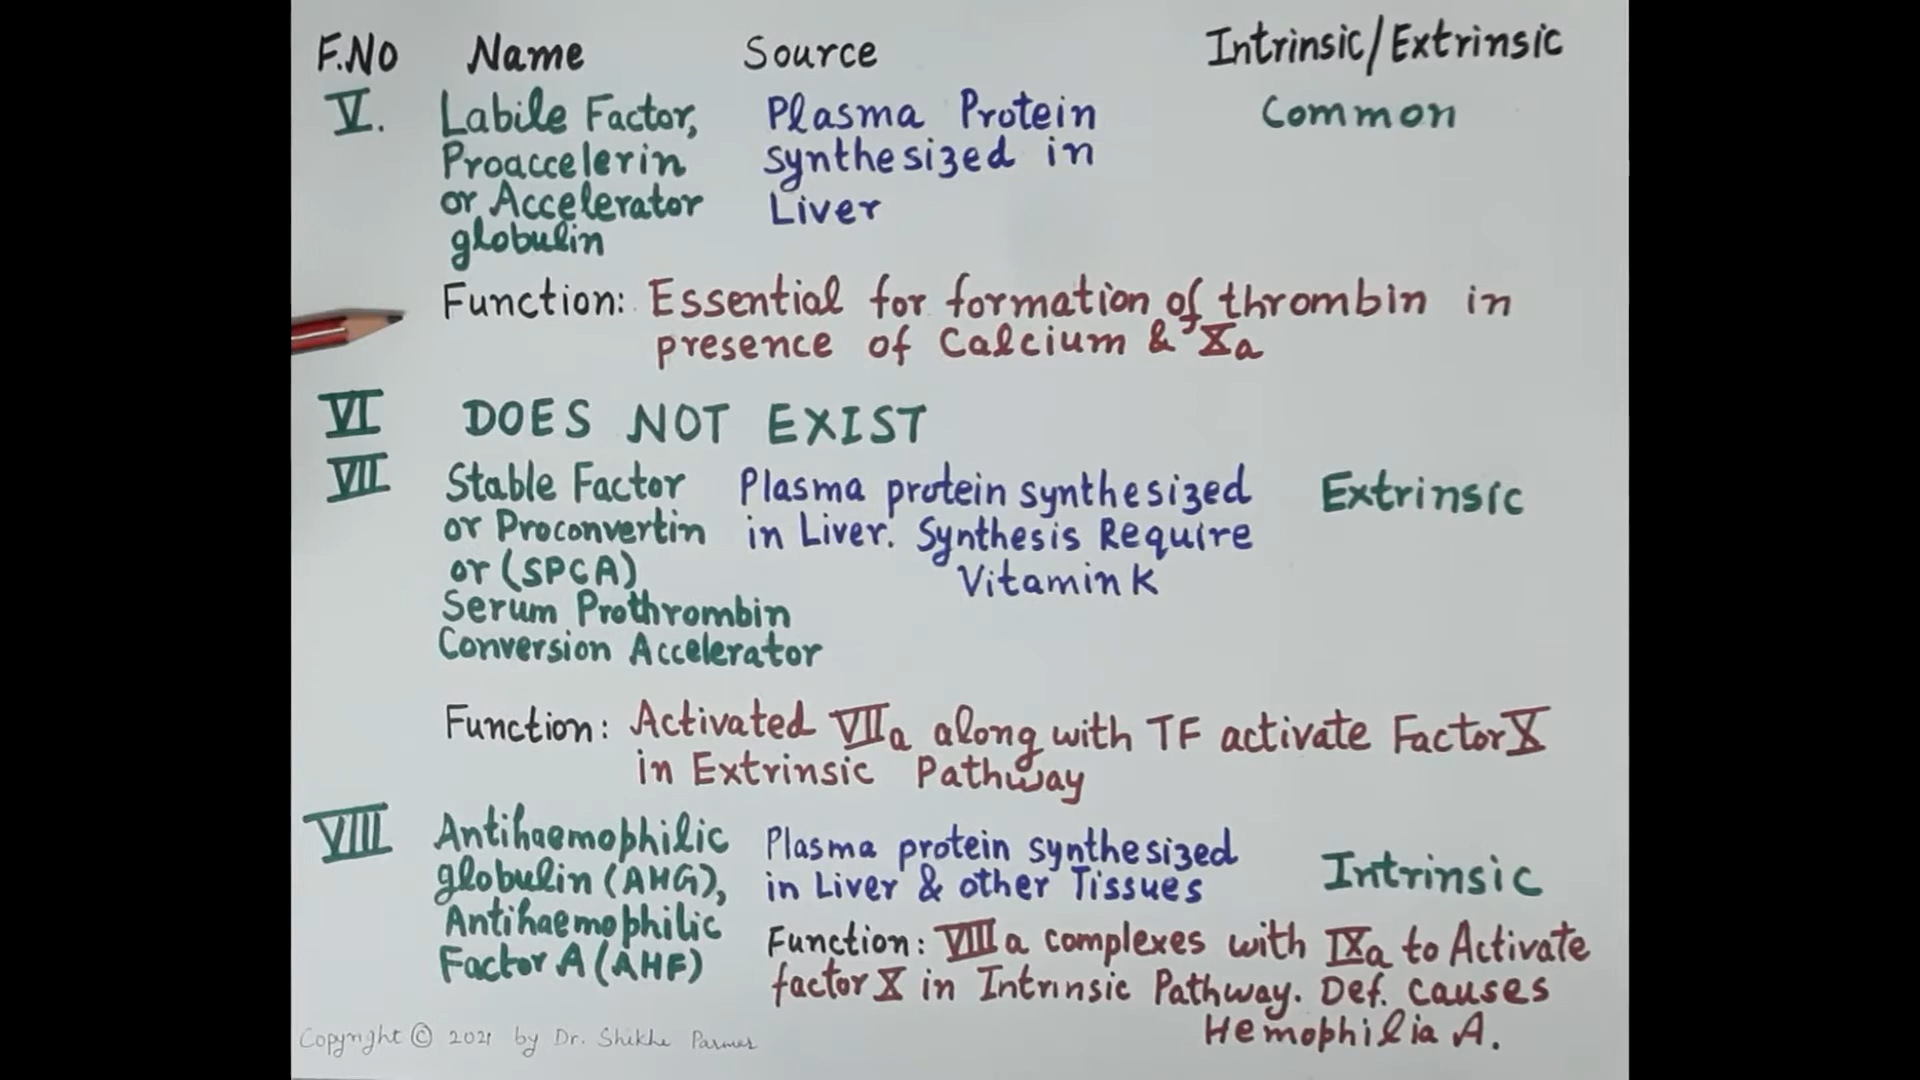 F.No Name Source Intrinsic/Extrinsic
V. Labile Factor, Plasma Protein Common
Proaccelerin synthesized in
or Accelerator Liver
globulin
Function: Essential for formation of thrombin in
presence of Calcium & Xa
VI DOES NOT EXIST
VII Stable Factor Plasma protein synthesized Extrinsic
or Proconvertin in Liver. Synthesis Require
or (SPCA) Vitamin K
Serum Prothrombin
Conversion Accelerator
Function: Activated VIIa along with TF activate Factor X
in Extrinsic Pathway
VIII Antihaemophilic Plasma protein synthesized Intrinsic
globulin (AHG), in Liver & other Tissues
Antihaemophilic Function: VIIIa complexes with IXa to Activate
Factor A (AHF) factor X in Intrinsic Pathway. Def. causes
Hemophilia A.
Copyright © 2021 by Dr. Shikha Parmar